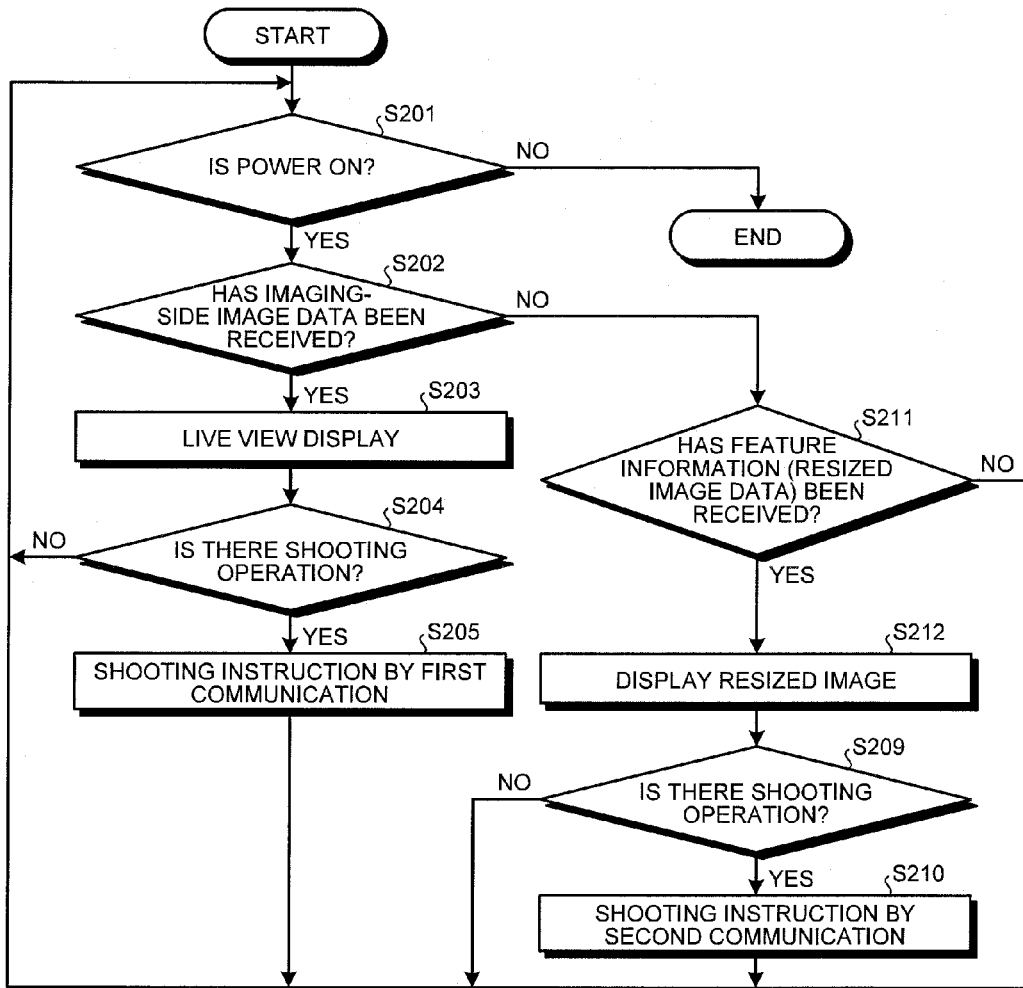 START
S201
IS POWER ON?
NO
YES
END
S202
HAS IMAGING-
SIDE IMAGE DATA BEEN
RECEIVED?
NO
YES
S203
LIVE VIEW DISPLAY
S211
HAS FEATURE
INFORMATION (RESIZED
IMAGE DATA) BEEN
RECEIVED?
NO
YES
S204
IS THERE SHOOTING
OPERATION?
NO
YES
S205
SHOOTING INSTRUCTION BY FIRST
COMMUNICATION
S212
DISPLAY RESIZED IMAGE
S209
IS THERE SHOOTING
OPERATION?
NO
YES
S210
SHOOTING INSTRUCTION BY
SECOND COMMUNICATION